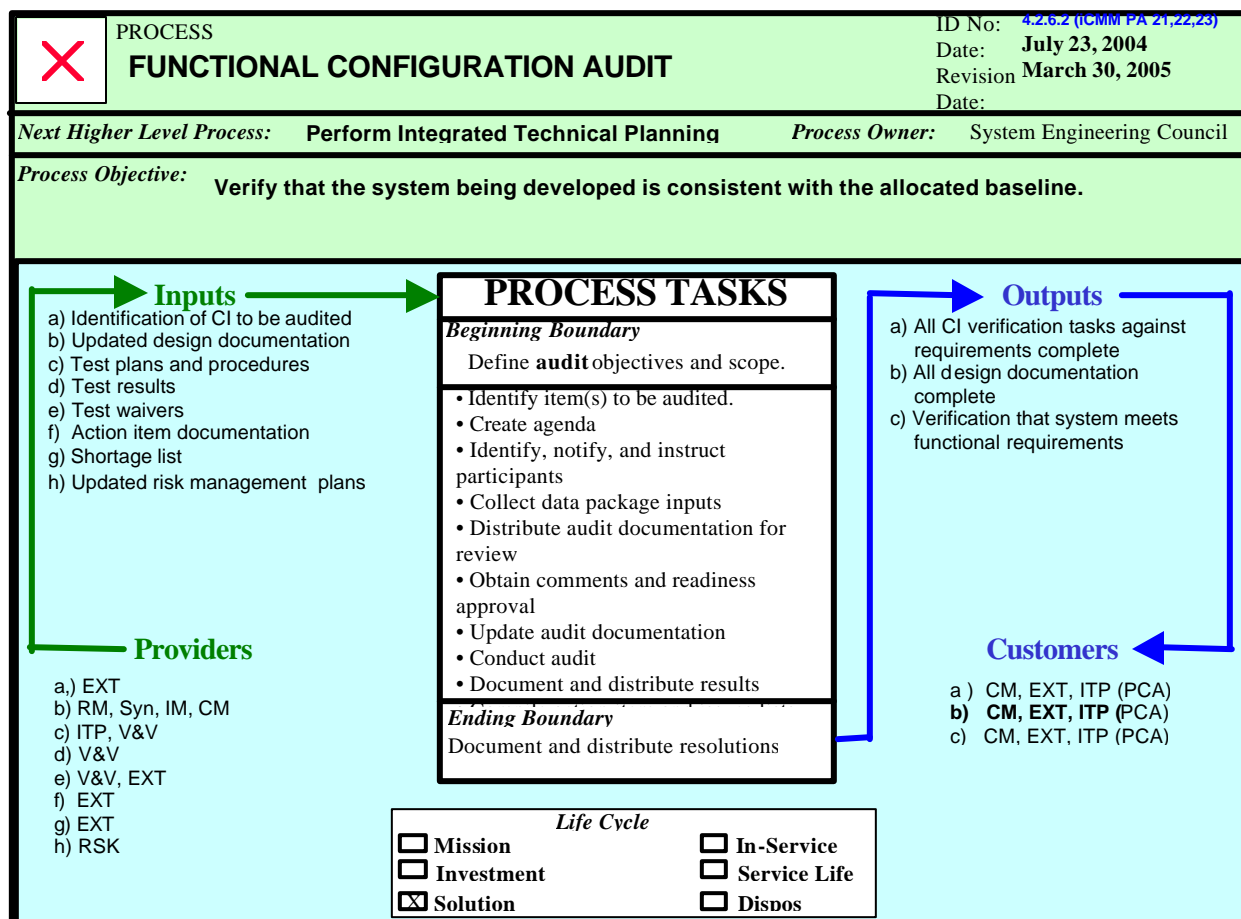 PROCESS
FUNCTIONAL CONFIGURATION AUDIT
ID No: 4.2.6.2 (iCMM PA 21,22,23)
Date: July 23, 2004
Revision March 30, 2005
Date:
Next Higher Level Process: Perform Integrated Technical Planning Process Owner: System Engineering Council
Process Objective: Verify that the system being developed is consistent with the allocated baseline.
Inputs
a) Identification of CI to be audited
b) Updated design documentation
c) Test plans and procedures
d) Test results
e) Test waivers
f) Action item documentation
g) Shortage list
h) Updated risk management plans
Providers
a,) EXT
b) RM, Syn, IM, CM
c) ITP, V&V
d) V&V
e) V&V, EXT
f) EXT
g) EXT
h) RSK
PROCESS TASKS
Beginning Boundary
Define audit objectives and scope.
• Identify item(s) to be audited.
• Create agenda
• Identify, notify, and instruct
participants
• Collect data package inputs
• Distribute audit documentation for
review
• Obtain comments and readiness
approval
• Update audit documentation
• Conduct audit
• Document and distribute results
Ending Boundary
Document and distribute resolutions
Outputs
a) All CI verification tasks against
requirements complete
b) All design documentation
complete
c) Verification that system meets
functional requirements
Customers
a ) CM, EXT, ITP (PCA)
b) CM, EXT, ITP (PCA)
c) CM, EXT, ITP (PCA)
Life Cycle
Mission
In-Service
Investment
Service Life
X Solution
Dispos